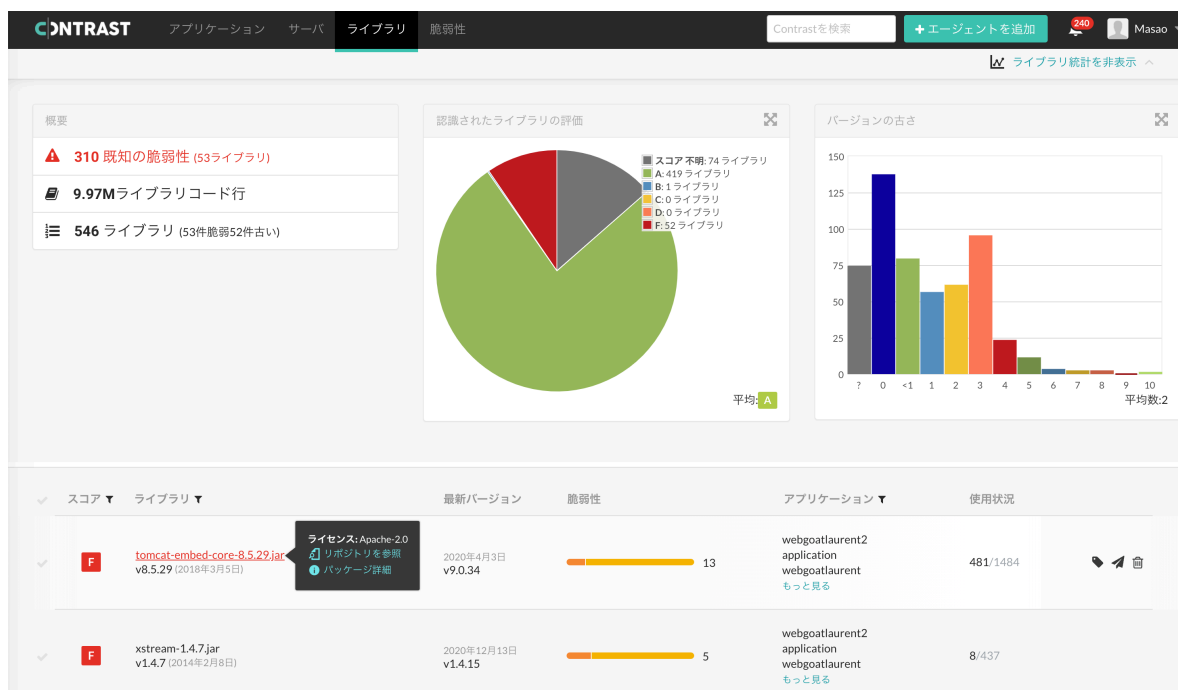 CONTRAST アプリケーション サーバ ライブラリ 脆弱性 Contrastを検索 +エージェントを追加 240 Masao
ライブラリ統計を非表示
概要
310 既知の脆弱性 (53ライブラリ)
9.97Mライブラリコード行
546 ライブラリ (53件脆弱52件古い)
認識されたライブラリの評価
スコア 不明: 74 ライブラリ
A: 419 ライブラリ
B: 1 ライブラリ
C: 0 ライブラリ
D: 0 ライブラリ
F: 52 ライブラリ
平均: A
バージョンの古さ
150
125
100
75
50
25
0
? 0 <1 1 2 3 4 5 6 7 8 9 10
平均数:2
スコア ライブラリ 最新バージョン 脆弱性 アプリケーション 使用状況
F
tomcat-embed-core-8.5.29.jar
v8.5.29 (2018年3月5日)
ライセンス: Apache-2.0
リポジトリを参照
パッケージ詳細
2020年4月3日
v9.0.34
13
webgoatlaurent2
application
webgoatlaurent
もっと見る
481/1484
F
xstream-1.4.7.jar
v1.4.7 (2014年2月8日)
2020年12月13日
v1.4.15
5
webgoatlaurent2
application
webgoatlaurent
もっと見る
8/437